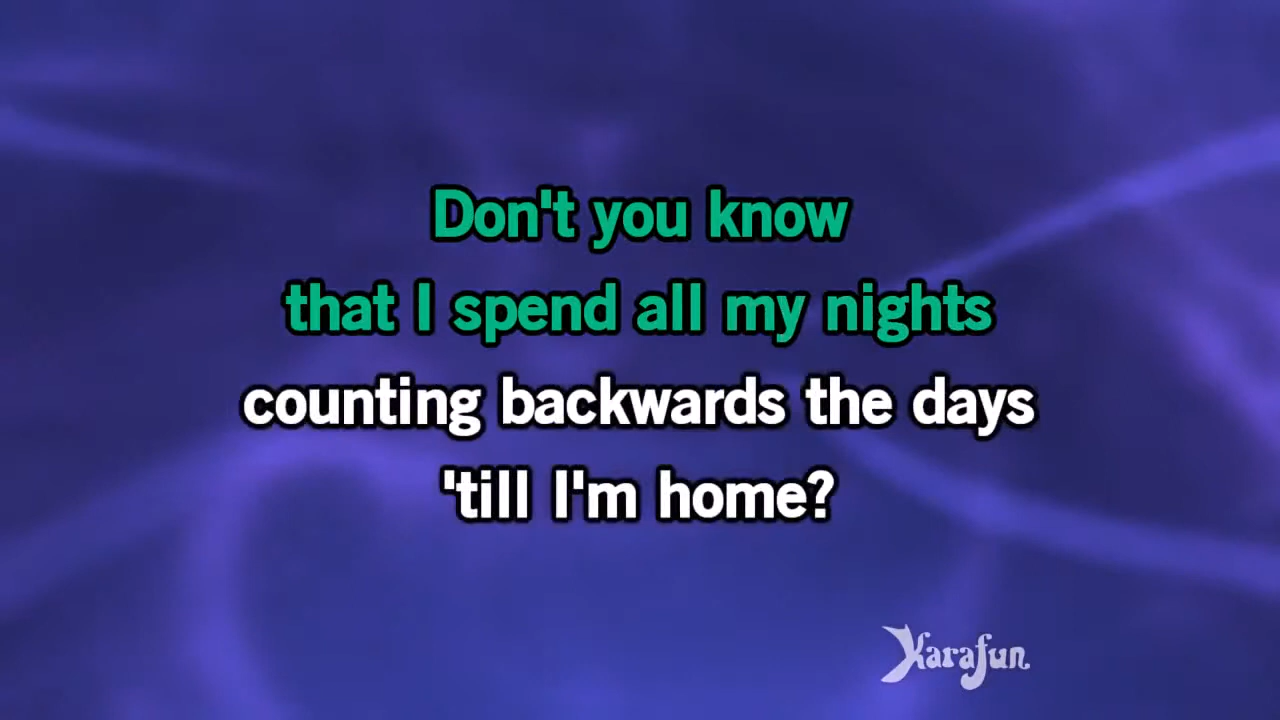 Don't you know
that I spend all my nights
counting backwards the days
'till I'm home?
Karafun